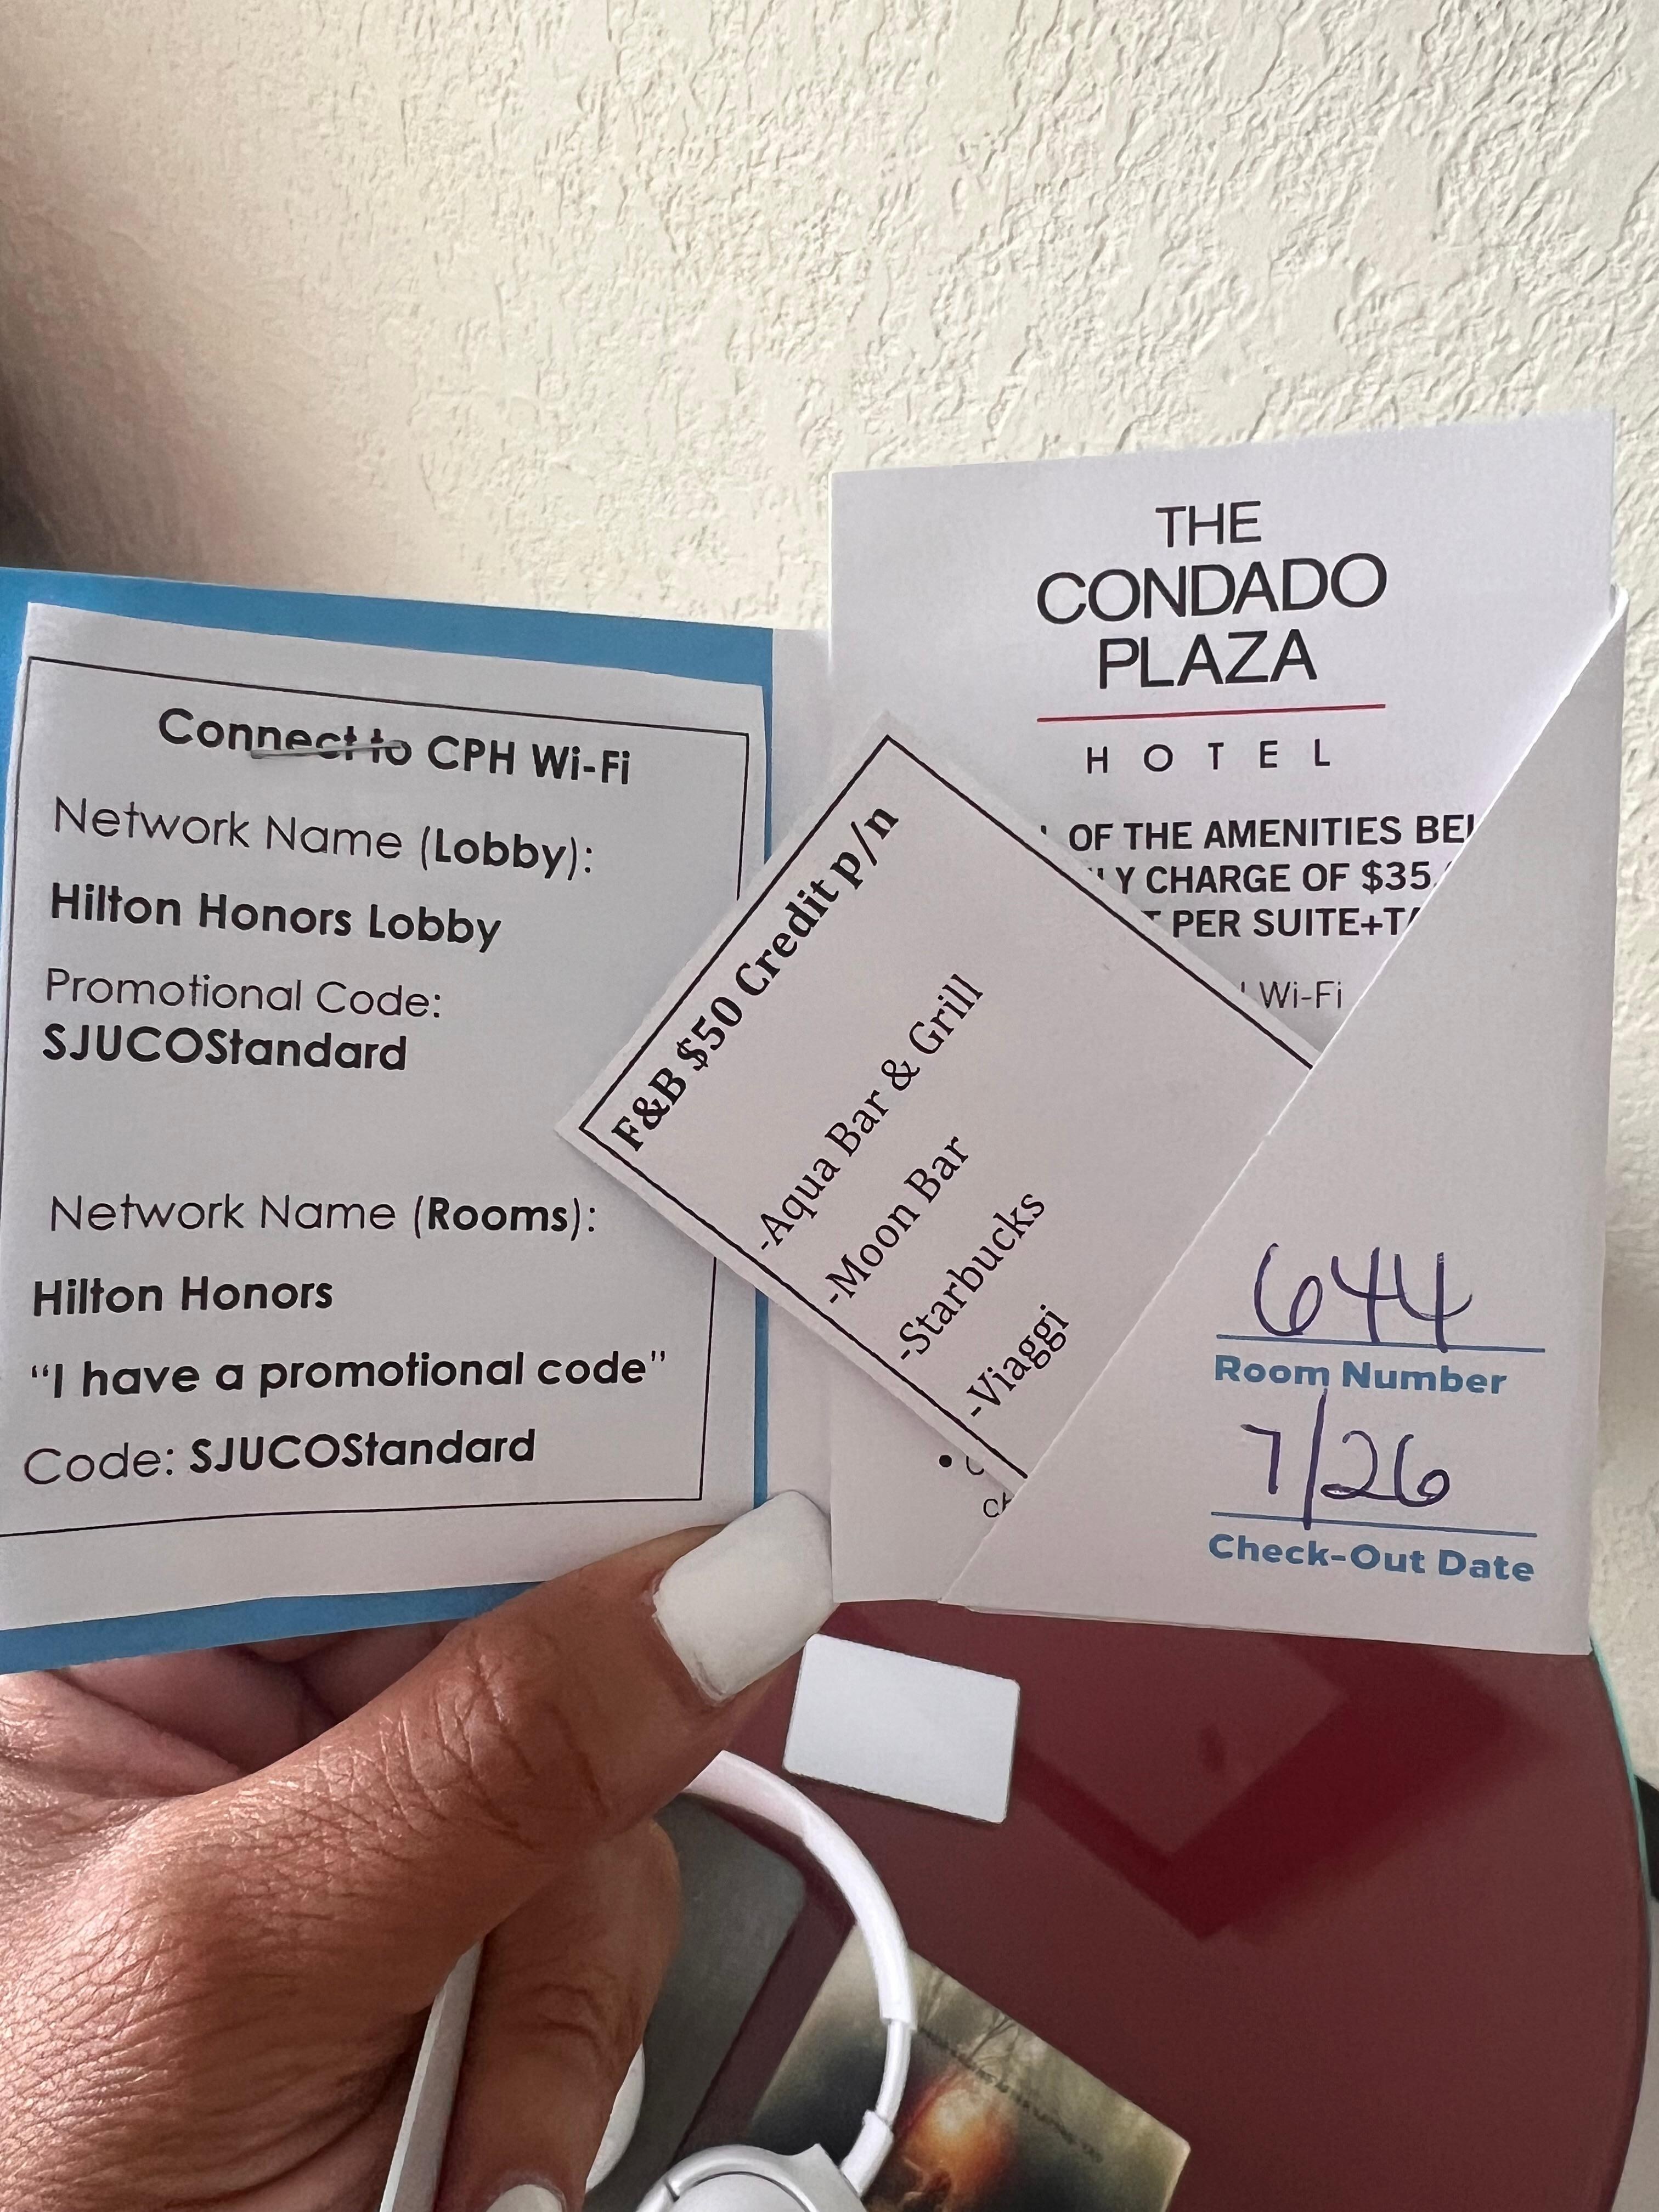 Connect to CPH Wi-Fi
Network Name (Lobby):
Hilton Honors Lobby
Promotional Code:
SJUCOStandard
Network Name (Rooms):
Hilton Honors
“I have a promotional code”
Code: SJUCOStandard
F&B $50 Credit p/n
-Aqua Bar & Grill
-Moon Bar
-Starbucks
-Viaggi
THE
CONDADO
PLAZA
HOTEL
OF THE AMENITIES
CHARGE OF $35
PER SUITE+
Wi-Fi
644
Room Number
7/26
Check-Out Date